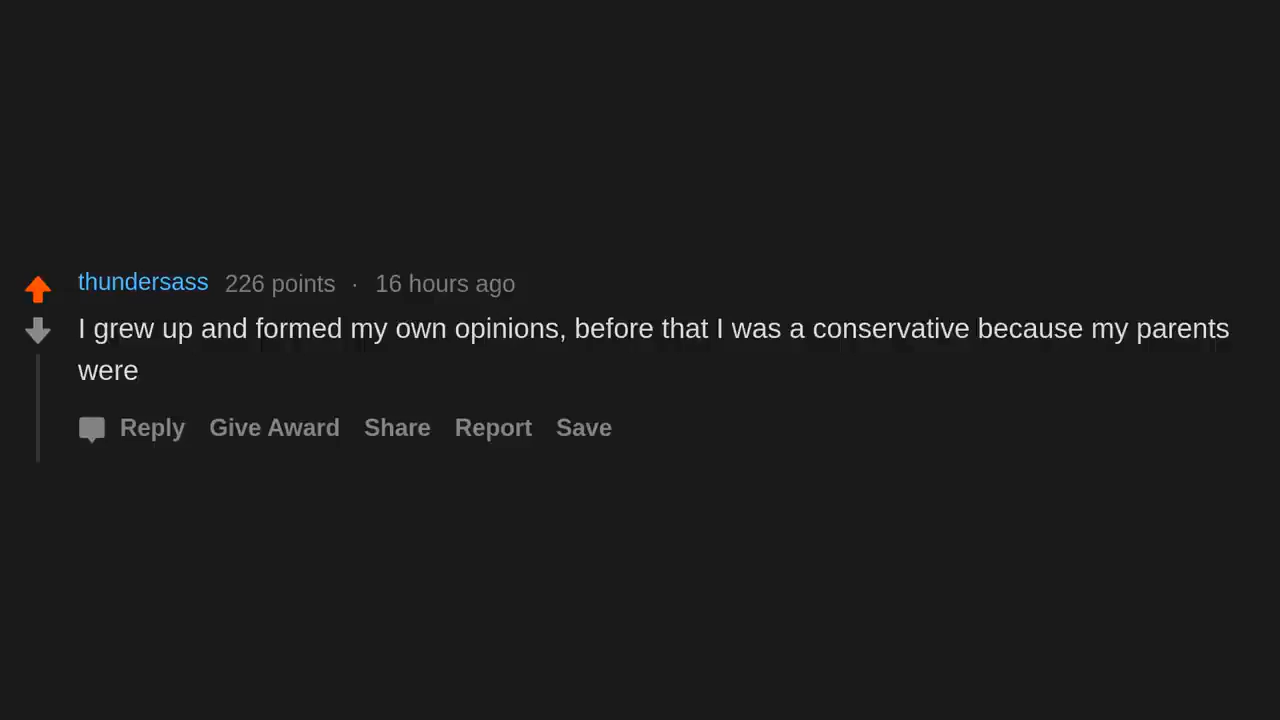 thundersass 226 points · 16 hours ago
I grew up and formed my own opinions, before that I was a conservative because my parents
were
Reply Give Award Share Report Save